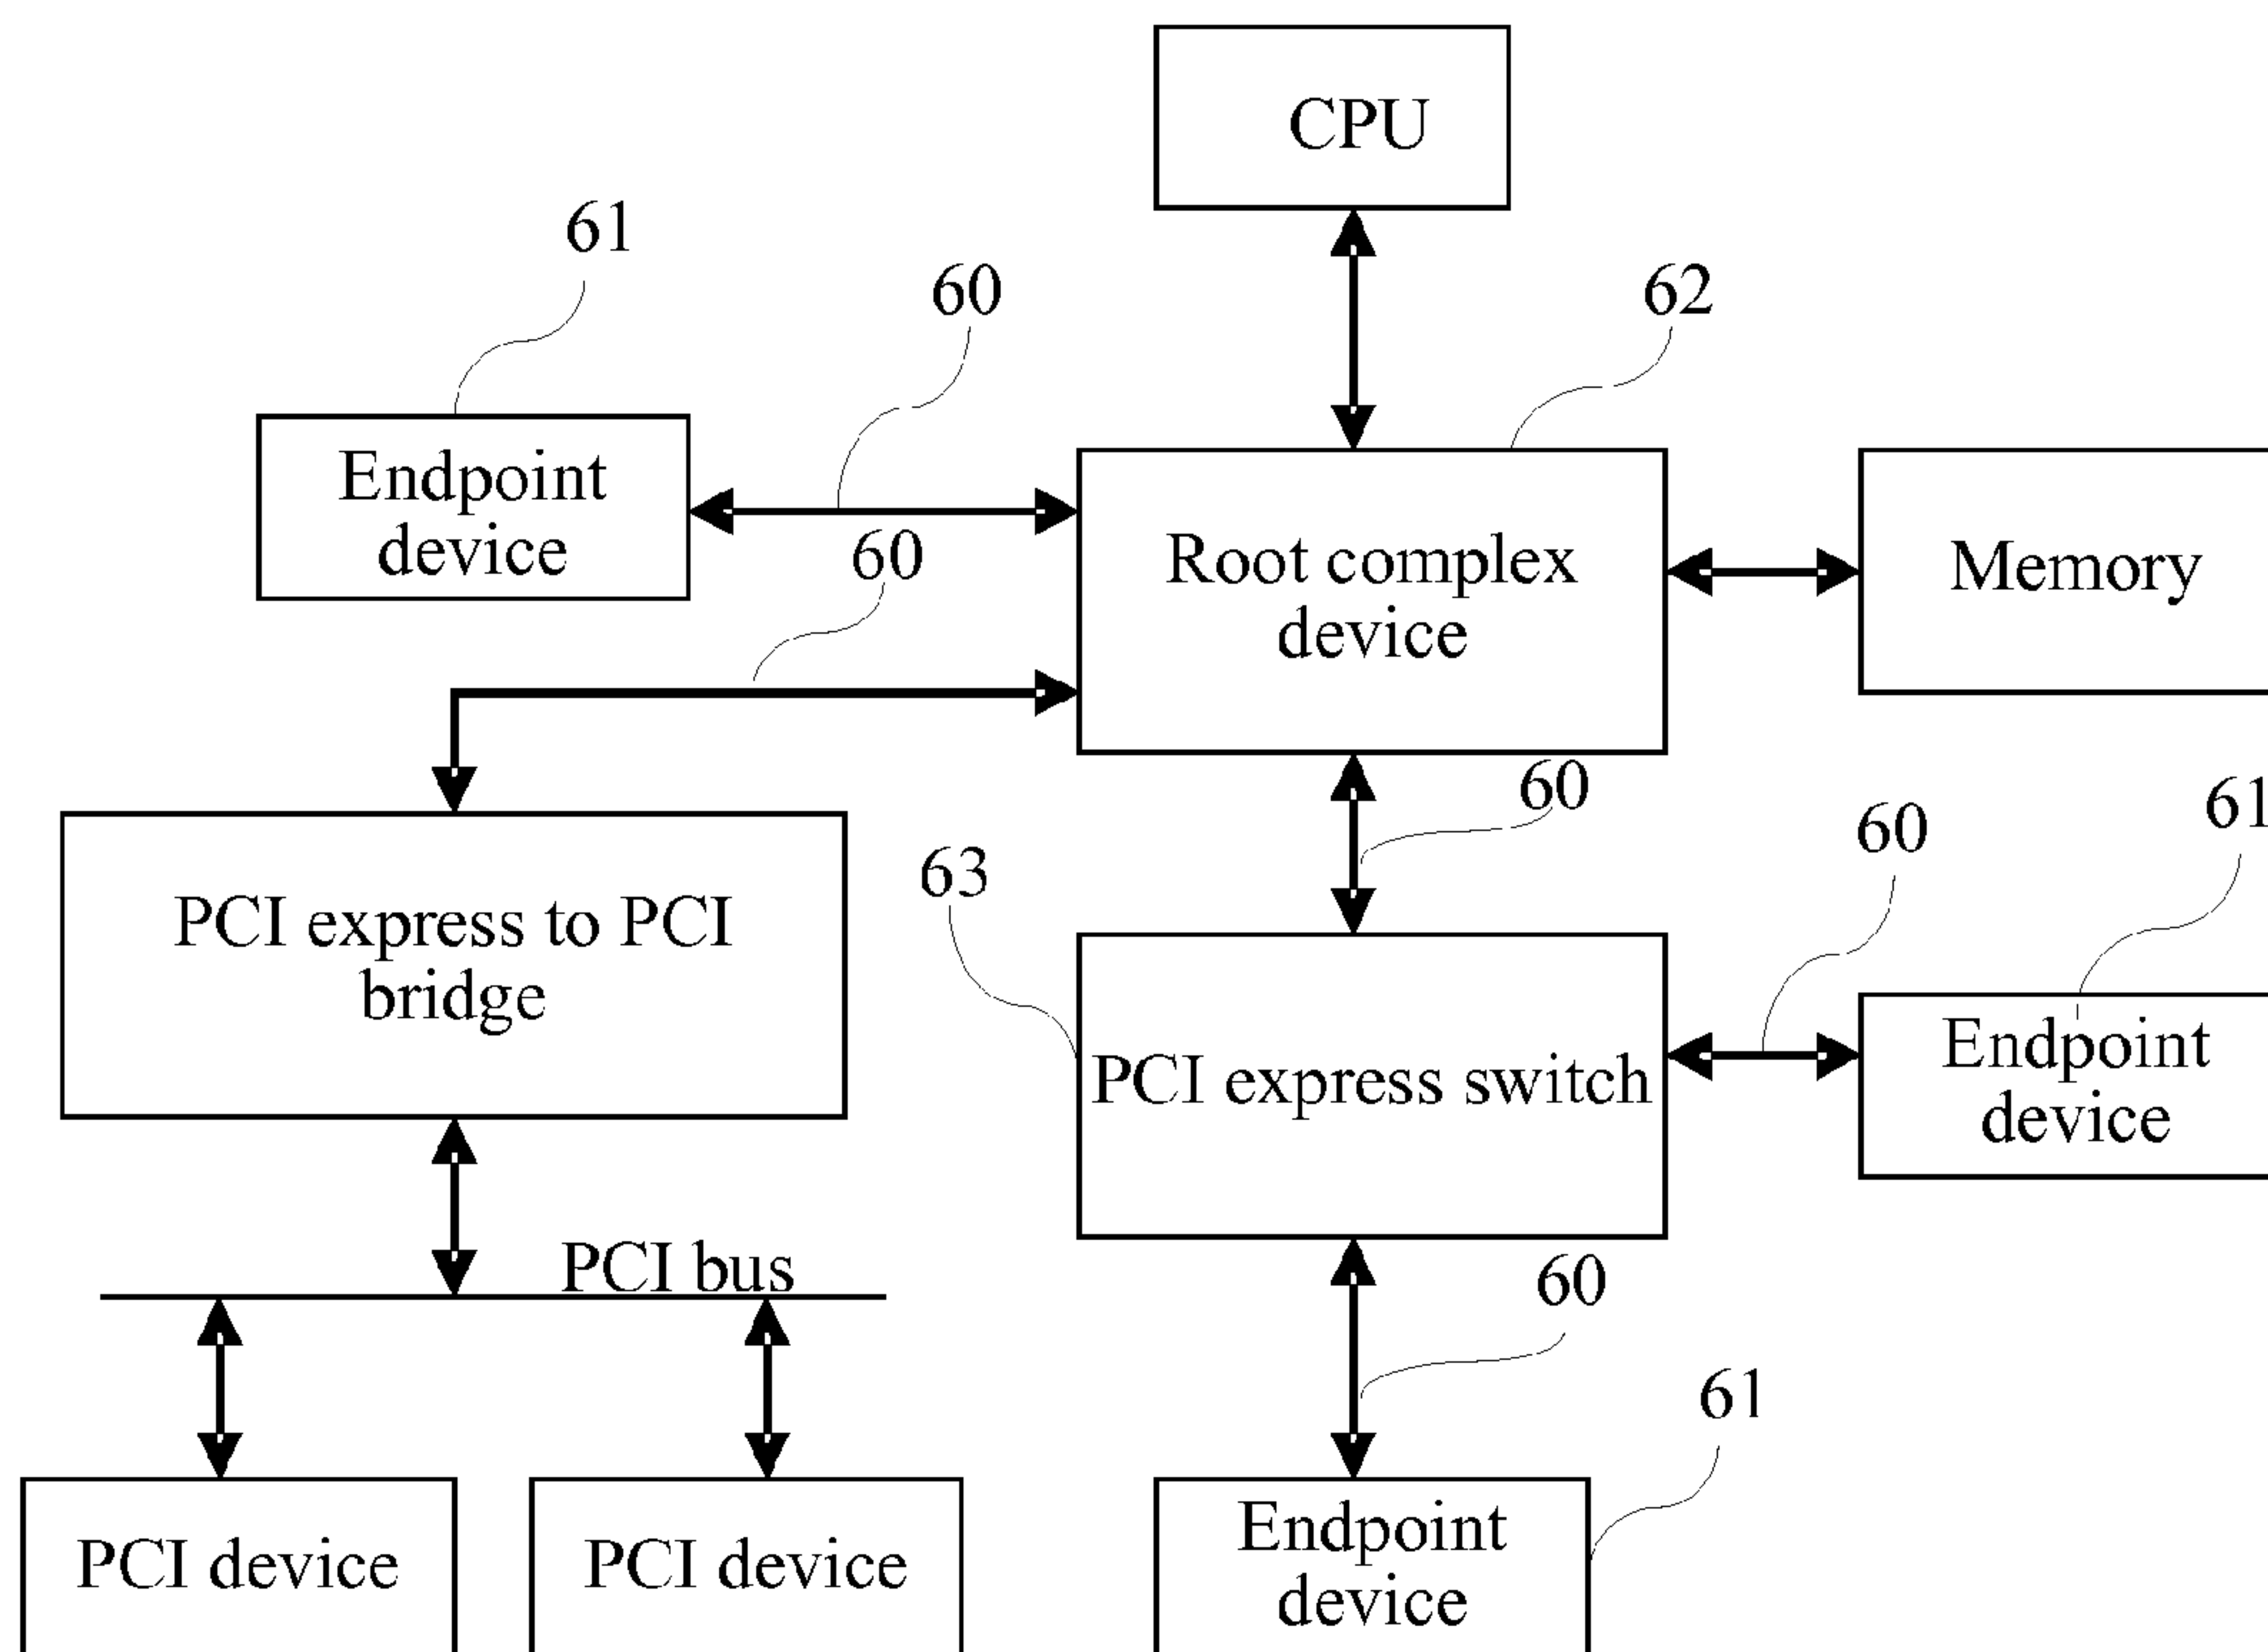 CPU
61
60
62
Endpoint
device
60
Root complex
device
Memory
60
61
60
63
PCI express to PCI
bridge
PCI express switch
Endpoint
device
PCI bus
60
61
PCI device
PCI device
Endpoint
device